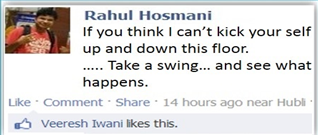 Rahul Hosmani
If you think I can't kick your self
up and down this floor.
..... Take a swing... and see what
happens.
Like · Comment · Share · 14 hours ago near Hubli ·
Veeresh Iwani likes this.